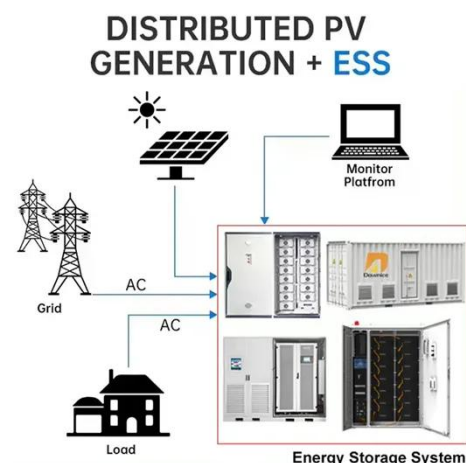 DISTRIBUTED PV
GENERATION + ESS
Monitor
Platfrom
AC
Grid
AC
Load
Energy Storage System